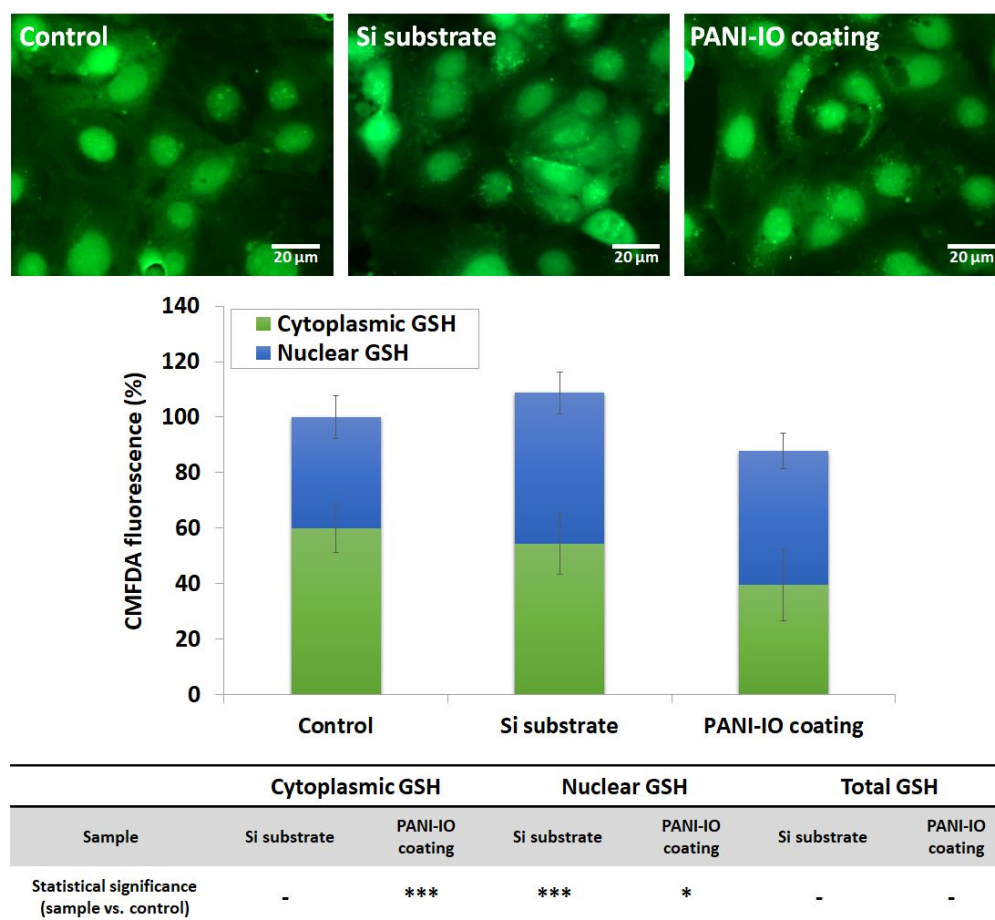 Control
Si substrate
PANI-IO coating
20 µm
20 µm
20 µm
140
120
100
80
60
40
20
0
CMFDA fluorescence (%)
Cytoplasmic GSH
Nuclear GSH
Control
Si substrate
PANI-IO coating
Cytoplasmic GSH
Nuclear GSH
Total GSH
Sample
Si substrate
PANI-IO
coating
Si substrate
PANI-IO
coating
Si substrate
PANI-IO
coating
Statistical significance
(sample vs. control)
-
***
***
*
-
-